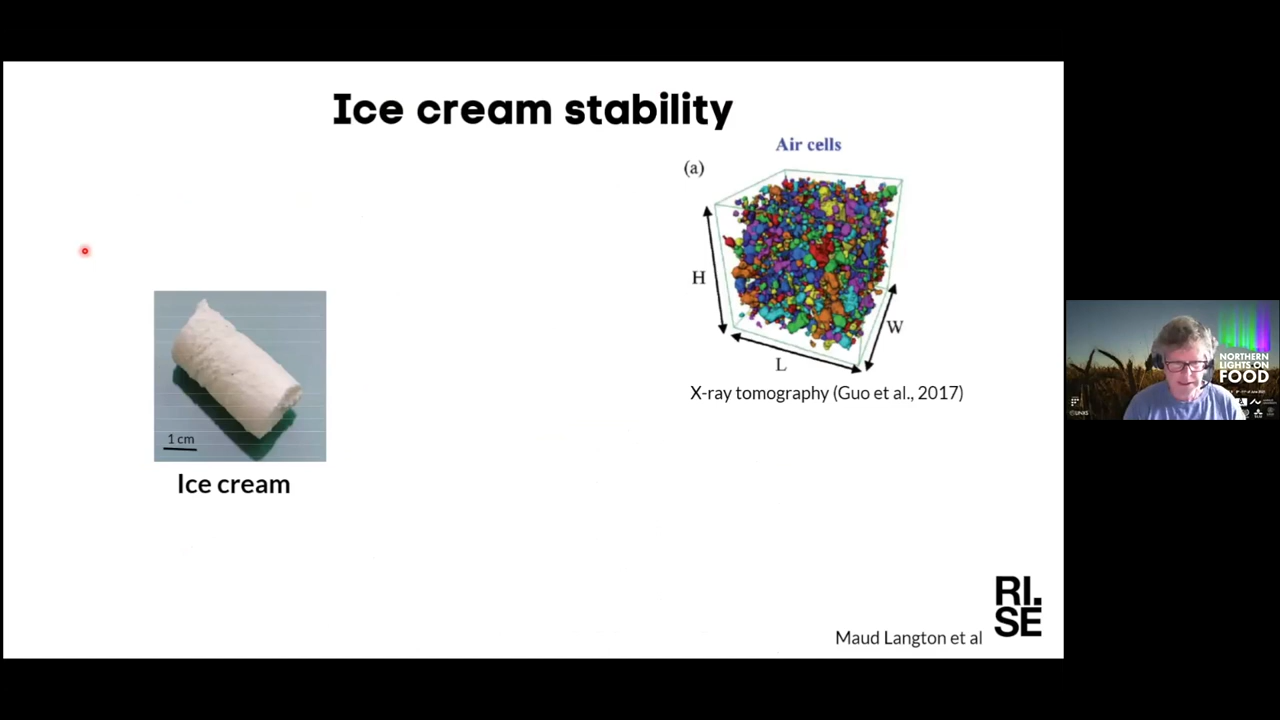 Ice cream stability
Air cells
(a)
H
W
L
X-ray tomography (Guo et al., 2017)
1 cm
Ice cream
RI.
SE
Maud Langton et al
NORTHERN
LIGHTS ON
FOOD